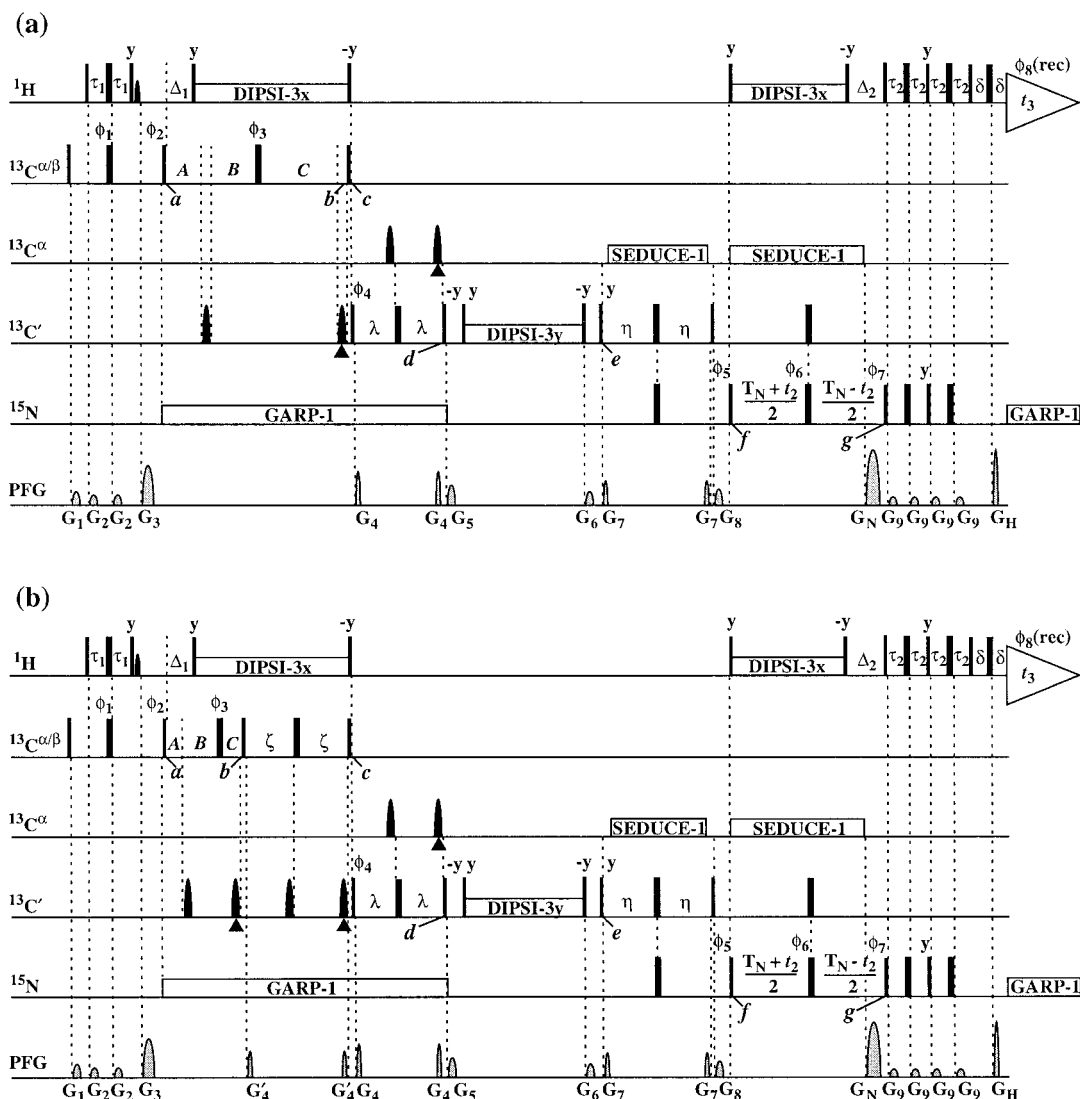 (a)
y y -y y -y y ϕ8(rec)
¹H τ1 τ1 Δ1 DIPSI-3x DIPSI-3x Δ2 τ2 τ2 τ2 τ2 δ δ t3
ϕ1 ϕ2 ϕ3
¹³Cα/β A B C
a b c
¹³Cα SEDUCE-1 SEDUCE-1
ϕ4 -y y -y y
¹³C′ λ λ DIPSI-3y η η
d e
ϕ5 TN + t2 ϕ6 TN - t2 ϕ7 y
¹⁵N GARP-1 2 2 GARP-1
f g
PFG
G1 G2 G2 G3 G4 G4 G5 G6 G7 G7 G8 GN G9 G9 G9 G9 GH
(b)
y y -y y -y y ϕ8(rec)
¹H τ1 τ1 Δ1 DIPSI-3x DIPSI-3x Δ2 τ2 τ2 τ2 τ2 δ δ t3
ϕ1 ϕ2 ϕ3
¹³Cα/β A B C ζ ζ
a b c
¹³Cα SEDUCE-1 SEDUCE-1
ϕ4 -y y -y y
¹³C′ λ λ DIPSI-3y η η
d e
ϕ5 TN + t2 ϕ6 TN - t2 ϕ7 y
¹⁵N GARP-1 2 2 GARP-1
f g
PFG
G1 G2 G2 G3 G′4 G′4 G4 G4 G5 G6 G7 G7 G8 GN G9 G9 G9 G9 GH